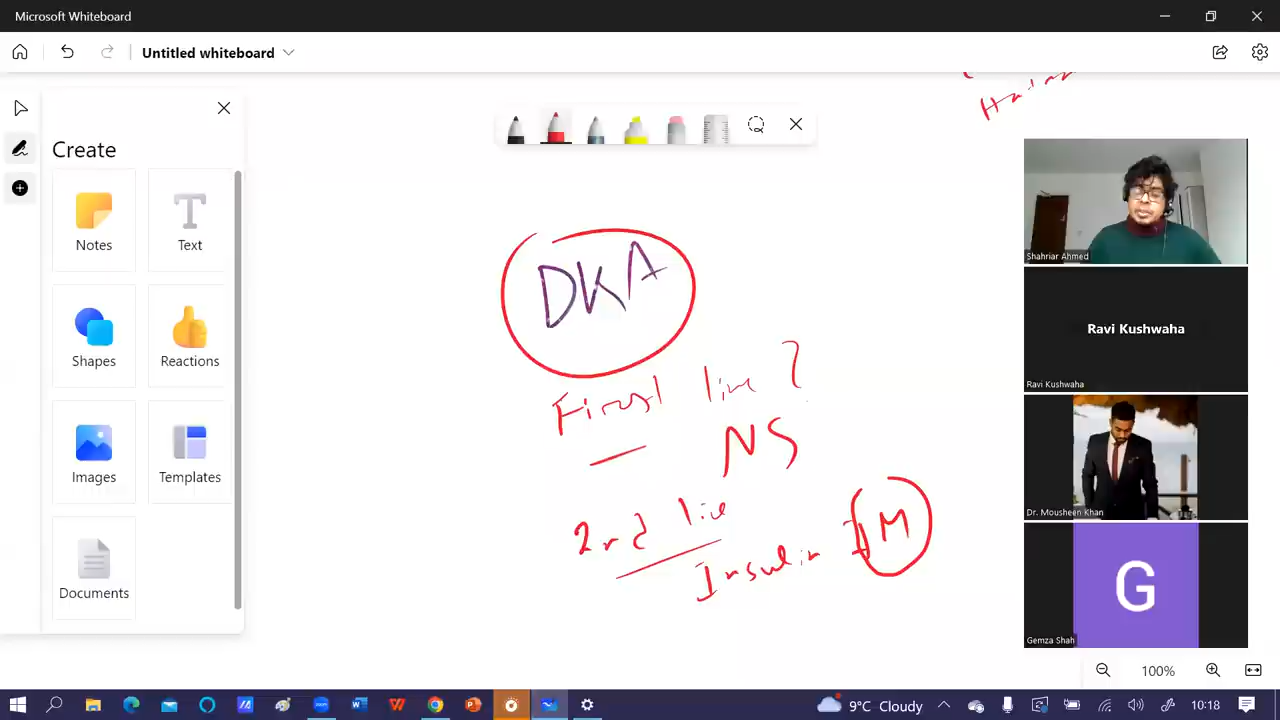 Microsoft Whiteboard
Untitled whiteboard
Create
Notes
Text
Shapes
Reactions
Images
Templates
Documents
DKA
First line ?
NS
2nd line
Insulin IM
Shahriar Ahmed
Ravi Kushwaha
Ravi Kushwaha
Dr. Mousheen Khan
G
Gemza Shah
100%
9°C Cloudy
10:18